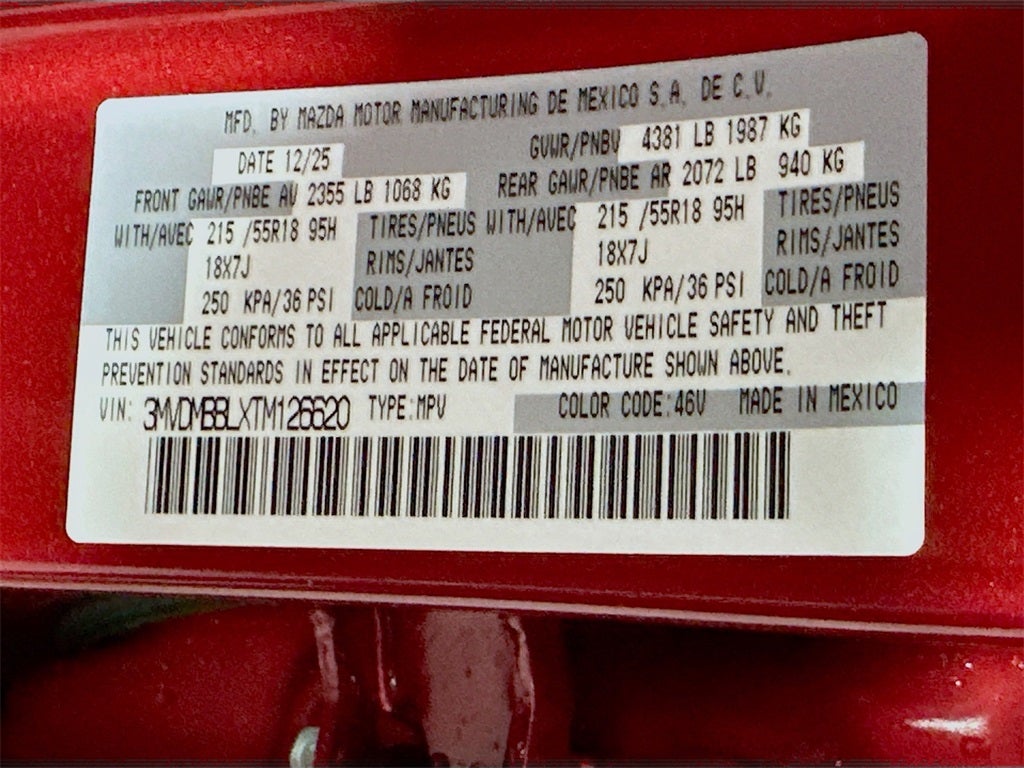 MFD. BY MAZDA MOTOR MANUFACTURING DE MEXICO S.A. DE C.V.
DATE 12/25 GVWR/PNBV 4381 LB 1987 KG
FRONT GAWR/PNBE AV 2355 LB 1068 KG REAR GAWR/PNBE AR 2072 LB 940 KG
WITH/AVEC 215 /55R18 95H TIRES/PNEUS WITH/AVEC 215 /55R18 95H TIRES/PNEUS
18X7J RIMS/JANTES 18X7J RIMS/JANTES
250 KPA/36 PSI COLD/A FROID 250 KPA/36 PSI COLD/A FROID
THIS VEHICLE CONFORMS TO ALL APPLICABLE FEDERAL MOTOR VEHICLE SAFETY AND THEFT
PREVENTION STANDARDS IN EFFECT ON THE DATE OF MANUFACTURE SHOWN ABOVE.
VIN: 3MVDMBBLXTM126620 TYPE:MPV COLOR CODE:46V MADE IN MEXICO